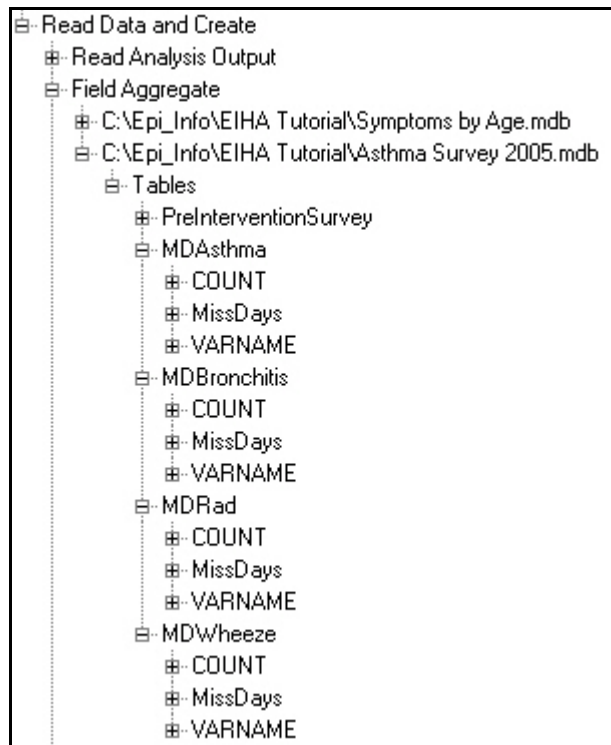 Read Data and Create
Read Analysis Output
Field Aggregate
C:\Epi_Info\EIHA Tutorial\Symptoms by Age.mdb
C:\Epi_Info\EIHA Tutorial\Asthma Survey 2005.mdb
Tables
PreInterventionSurvey
MDAsthma
COUNT
MissDays
VARNAME
MDBronchitis
COUNT
MissDays
VARNAME
MDRad
COUNT
MissDays
VARNAME
MDWheeze
COUNT
MissDays
VARNAME